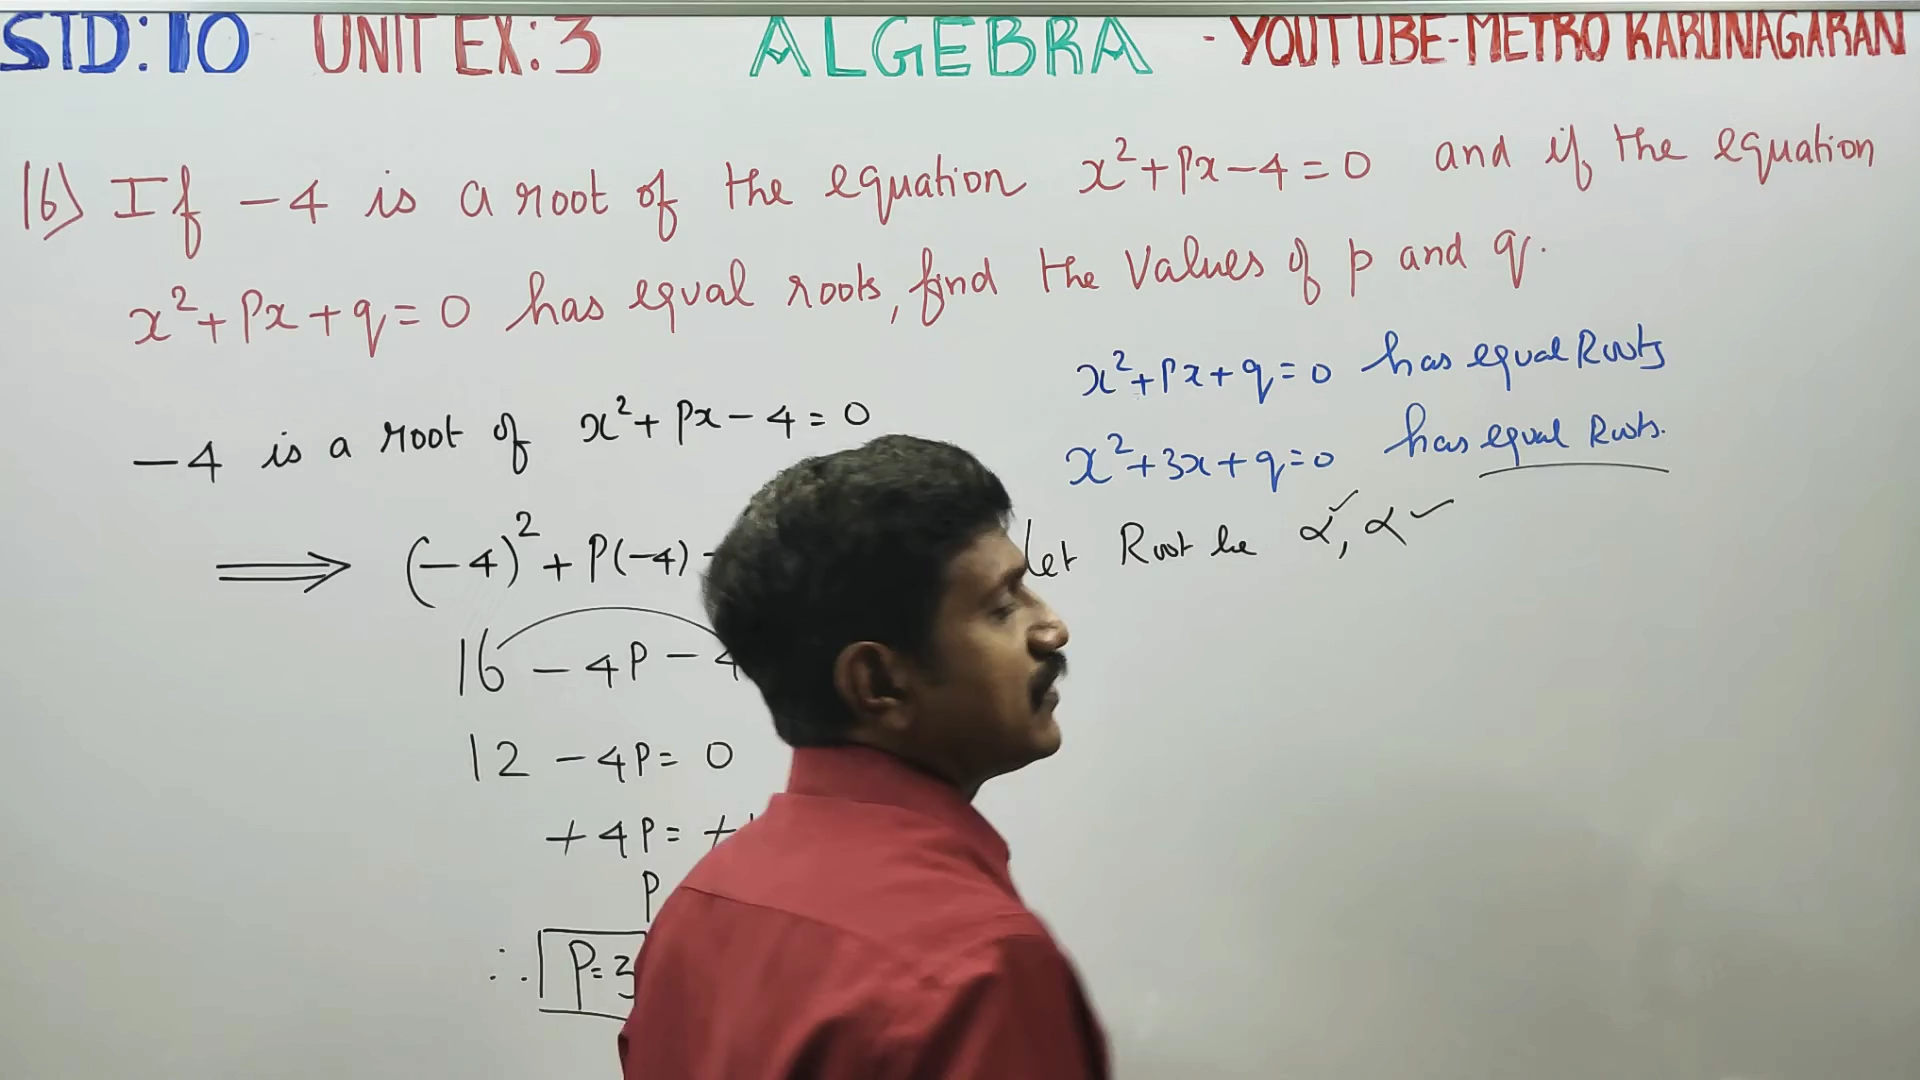 STD:10 UNIT EX:3 ALGEBRA - YOUTUBE-METRO KARUNAGARAN
16) If -4 is a root of the equation x²+px-4=0 and if the equation
x²+px+q=0 has equal roots, find the values of p and q.
-4 is a root of x²+px-4=0
⟹ (-4)²+P(-4)-
16-4P-4
12-4P=0
+4P=+
P
∴ P=3
x²+px+q=0 has equal Roots
x²+3x+q=0 has equal Roots.
let Root be α, α